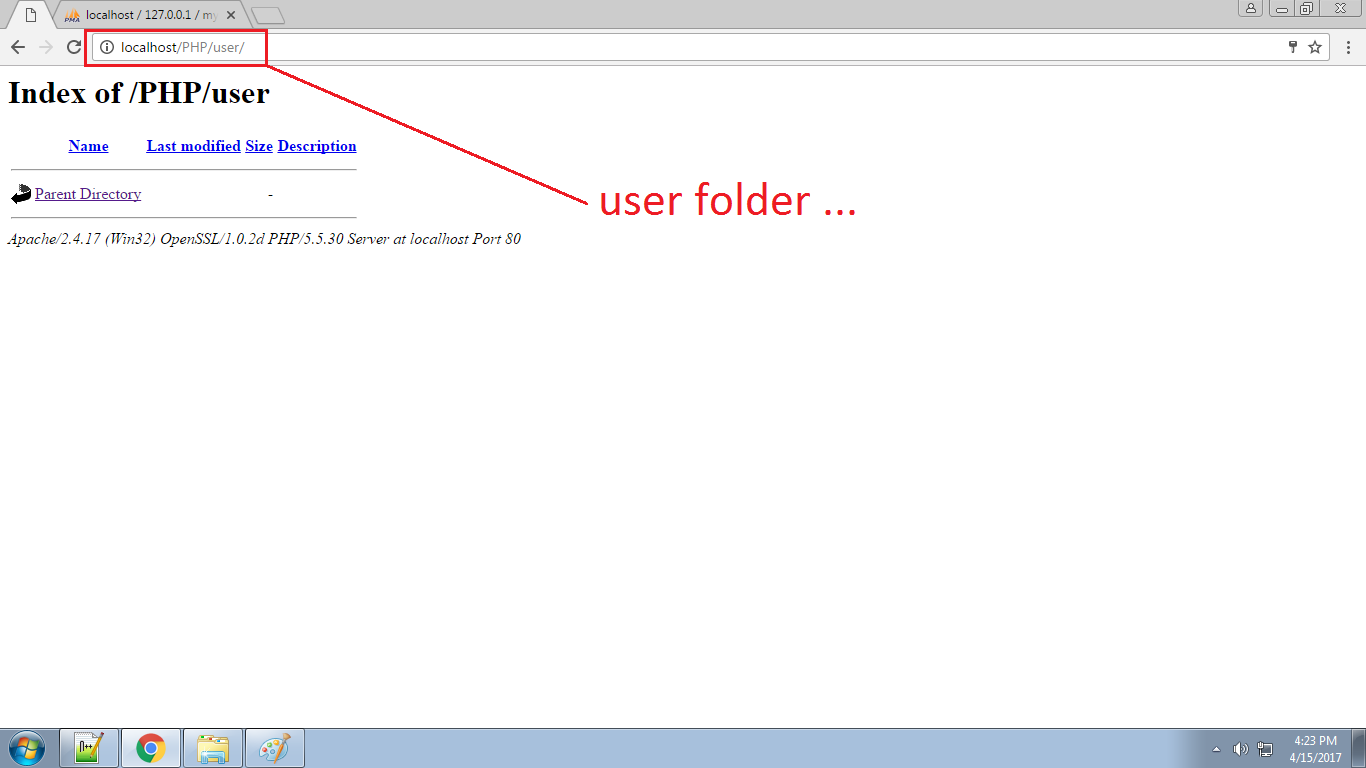 localhost / 127.0.0.1 / my
localhost/PHP/user/
Index of /PHP/user
Name Last modified Size Description
Parent Directory -
user folder ...
Apache/2.4.17 (Win32) OpenSSL/1.0.2d PHP/5.5.30 Server at localhost Port 80
4:23 PM
4/15/2017